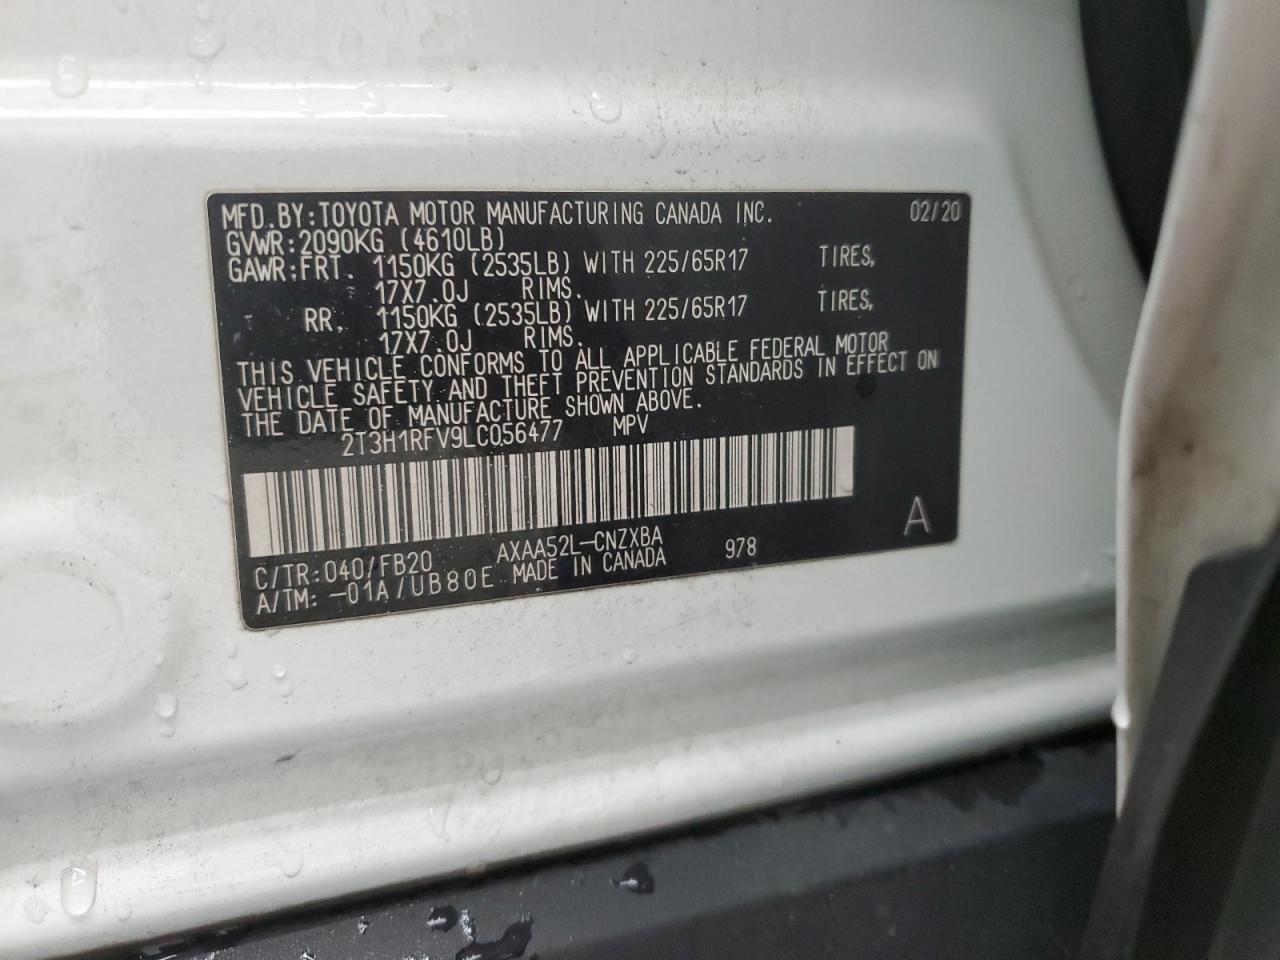 MFD.BY:TOYOTA MOTOR MANUFACTURING CANADA INC. 02/20
GVWR:2090KG (4610LB)
GAWR:FRT. 1150KG (2535LB) WITH 225/65R17 TIRES,
17X7.0J RIMS.
RR. 1150KG (2535LB) WITH 225/65R17 TIRES,
17X7.0J RIMS.
THIS VEHICLE CONFORMS TO ALL APPLICABLE FEDERAL MOTOR
VEHICLE SAFETY AND THEFT PREVENTION STANDARDS IN EFFECT ON
THE DATE OF MANUFACTURE SHOWN ABOVE.
2T3H1RFV9LC056477 MPV
A
C/TR:040/FB20 AXAA52L-CNZXBA 978
A/TM:-01A/UB80E MADE IN CANADA